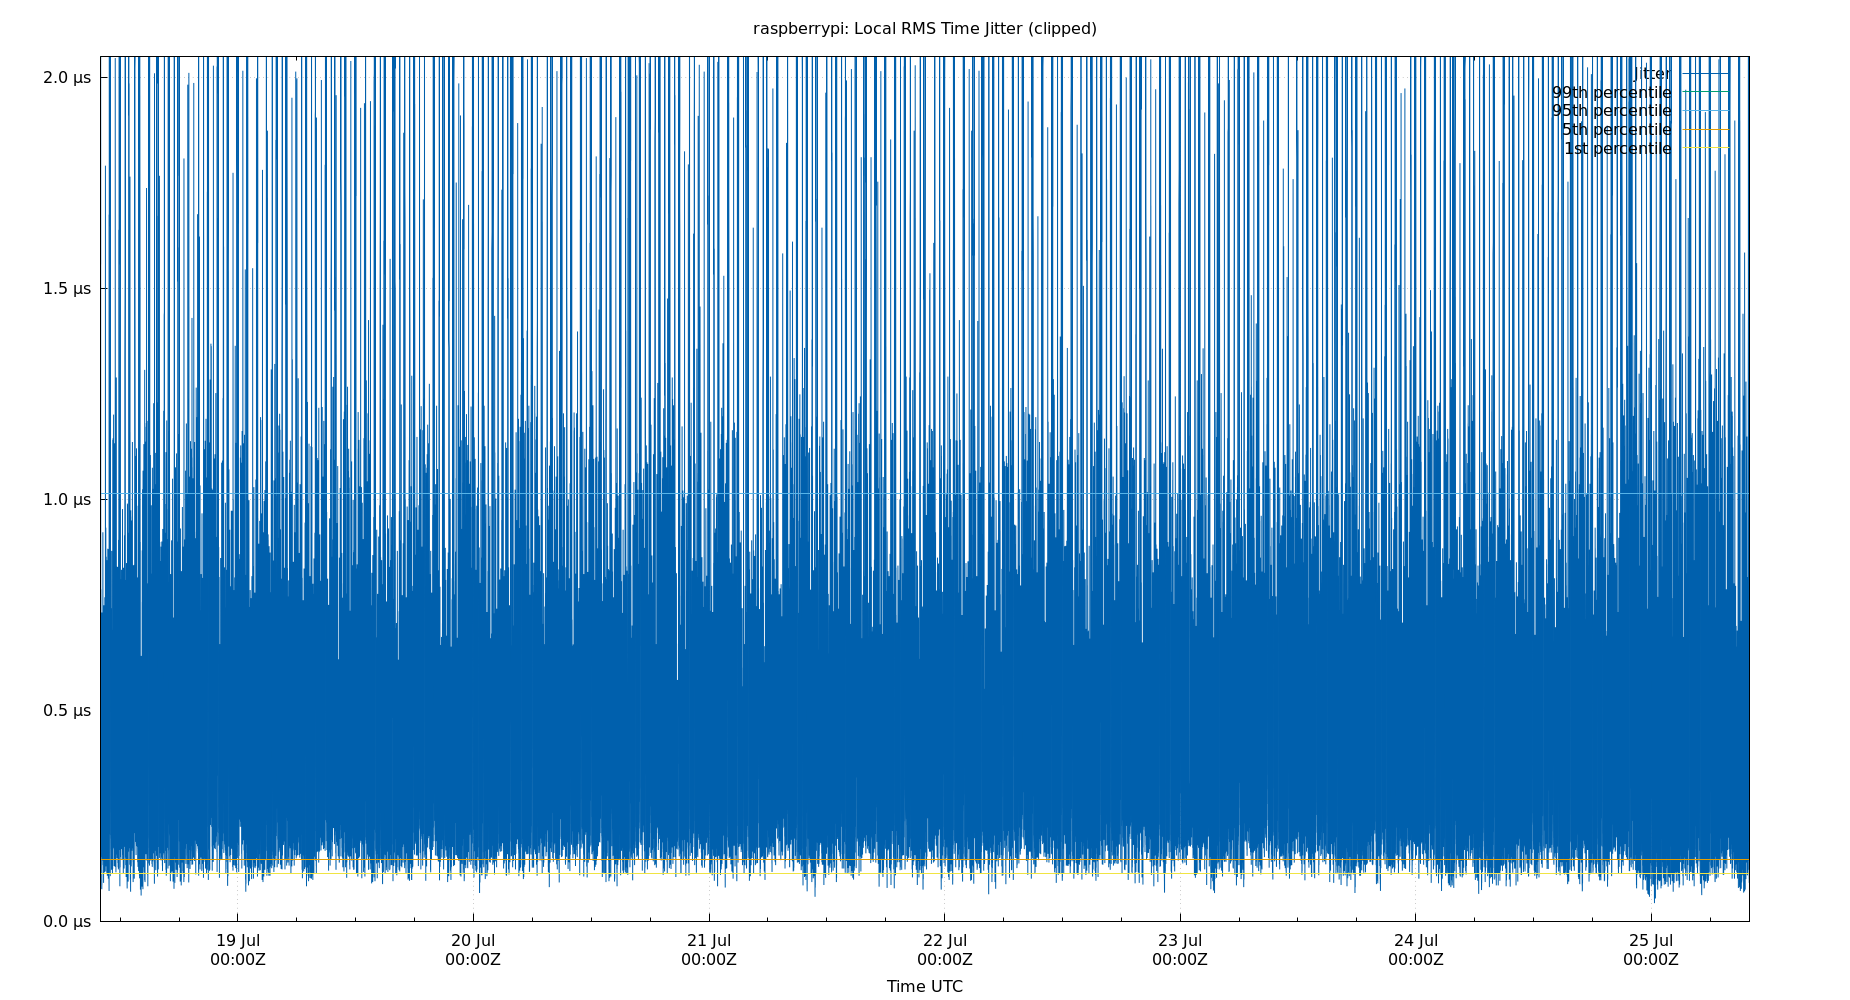 raspberrypi: Local RMS Time Jitter (clipped)
2.0 µs
Jitter
99th percentile
95th percentile
5th percentile
1st percentile
1.5 µs
1.0 µs
0.5 µs
0.0 µs
19 Jul 20 Jul 21 Jul 22 Jul 23 Jul 24 Jul 25 Jul
00:00Z 00:00Z 00:00Z 00:00Z 00:00Z 00:00Z 00:00Z
Time UTC